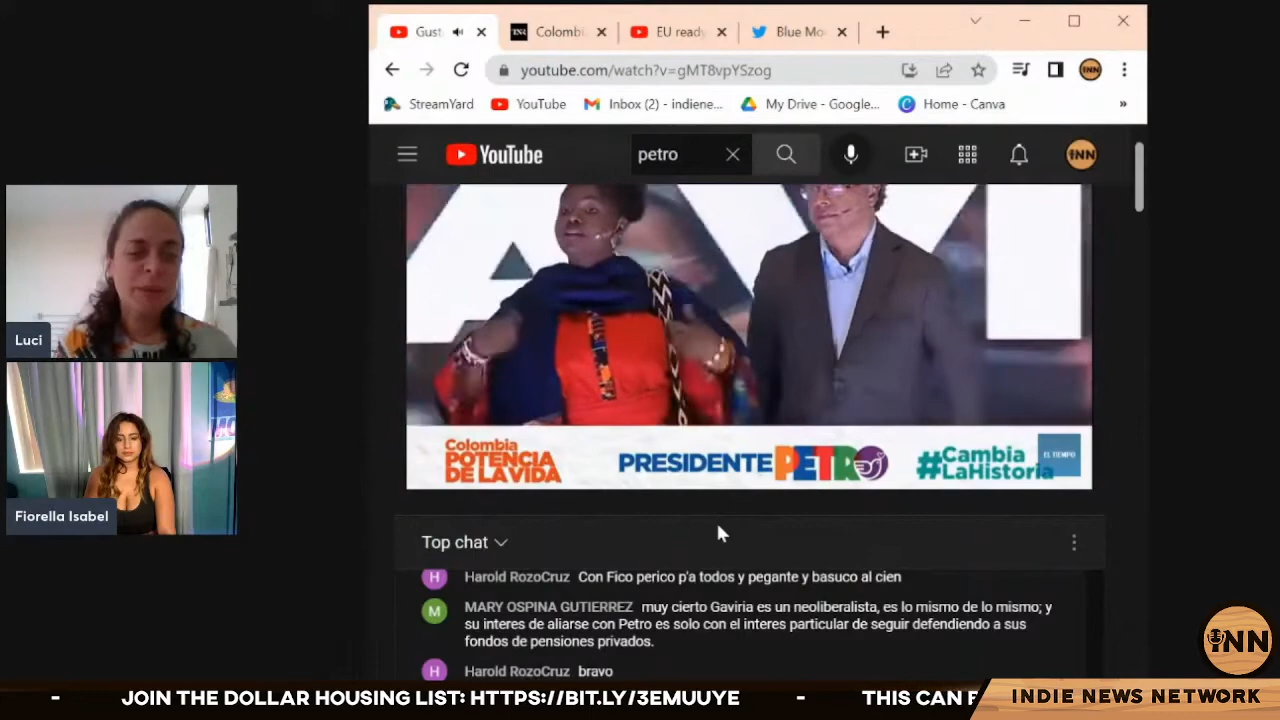 Gust
Colombi
EU ready
Blue Mo
youtube.com/watch?v=gMT8vpYSzog
StreamYard
YouTube
Inbox (2) - indiene...
My Drive - Google...
Home - Canva
»
YouTube
petro
iNN
Luci
Fiorella Isabel
Colombia
POTENCIA
DE LA VIDA
PRESIDENTE PETRO
#Cambia
LaHistoria
EL TIEMPO
Top chat
H Harold RozoCruz Con Fico perico p'a todos y pegante y basuco al cien
M MARY OSPINA GUTIERREZ muy cierto Gaviria es un neoliberalista, es lo mismo de lo mismo; y
su interes de aliarse con Petro es solo con el interes particular de seguir defendiendo a sus
fondos de pensiones privados.
H Harold RozoCruz bravo
iNN
- JOIN THE DOLLAR HOUSING LIST: HTTPS://BIT.LY/3EMUUYE - THIS CAN
INDIE NEWS NETWORK